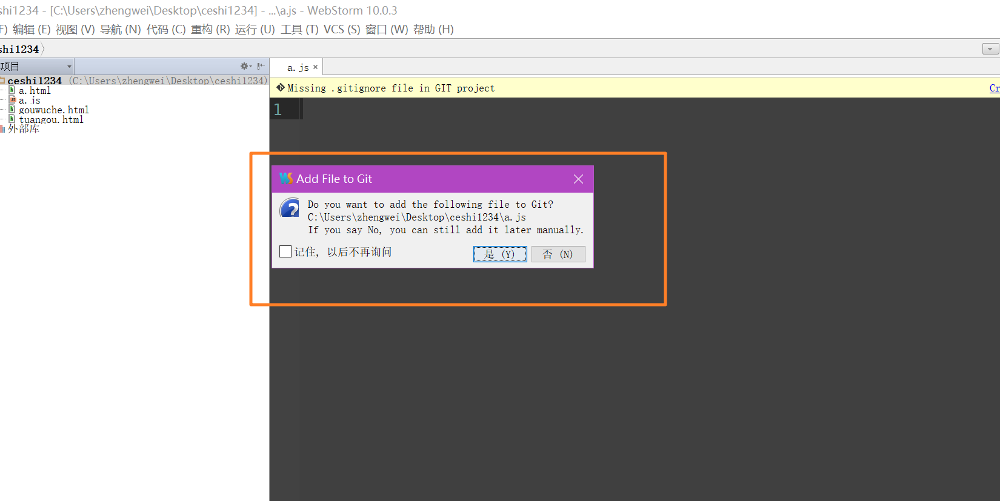 shi1234 - [C:\Users\zhengwei\Desktop\ceshi1234] - ...\a.js - WebStorm 10.0.3
F) 编辑 (E) 视图 (V) 导航 (N) 代码 (C) 重构 (R) 运行 (U) 工具 (T) VCS (S) 窗口 (W) 帮助 (H)
shi1234
项目
a.js
ceshi1234 (C:\Users\zhengwei\Desktop\ceshi1234)
Missing .gitignore file in GIT project
Cr
a.html
a.js
gouwuche.html
tuangou.html
外部库
1
Add File to Git
Do you want to add the following file to Git?
C:\Users\zhengwei\Desktop\ceshi1234\a.js
If you say No, you can still add it later manually.
记住, 以后不再询问
是 (Y)
否 (N)